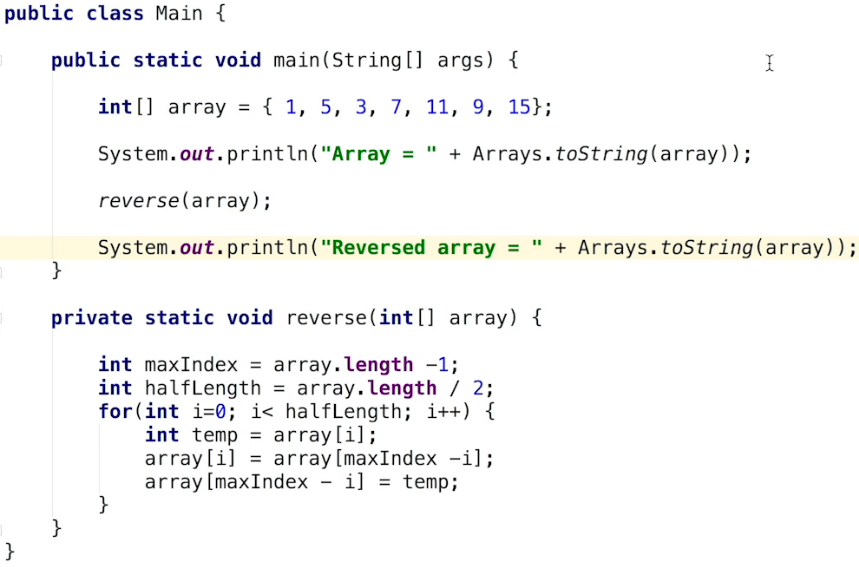 public class Main {
public static void main(String[] args) {
int[] array = { 1, 5, 3, 7, 11, 9, 15};
System.out.println("Array = " + Arrays.toString(array));
reverse(array);
System.out.println("Reversed array = " + Arrays.toString(array));
}
private static void reverse(int[] array) {
int maxIndex = array.length -1;
int halfLength = array.length / 2;
for(int i=0; i< halfLength; i++) {
int temp = array[i];
array[i] = array[maxIndex -i];
array[maxIndex - i] = temp;
}
}
}